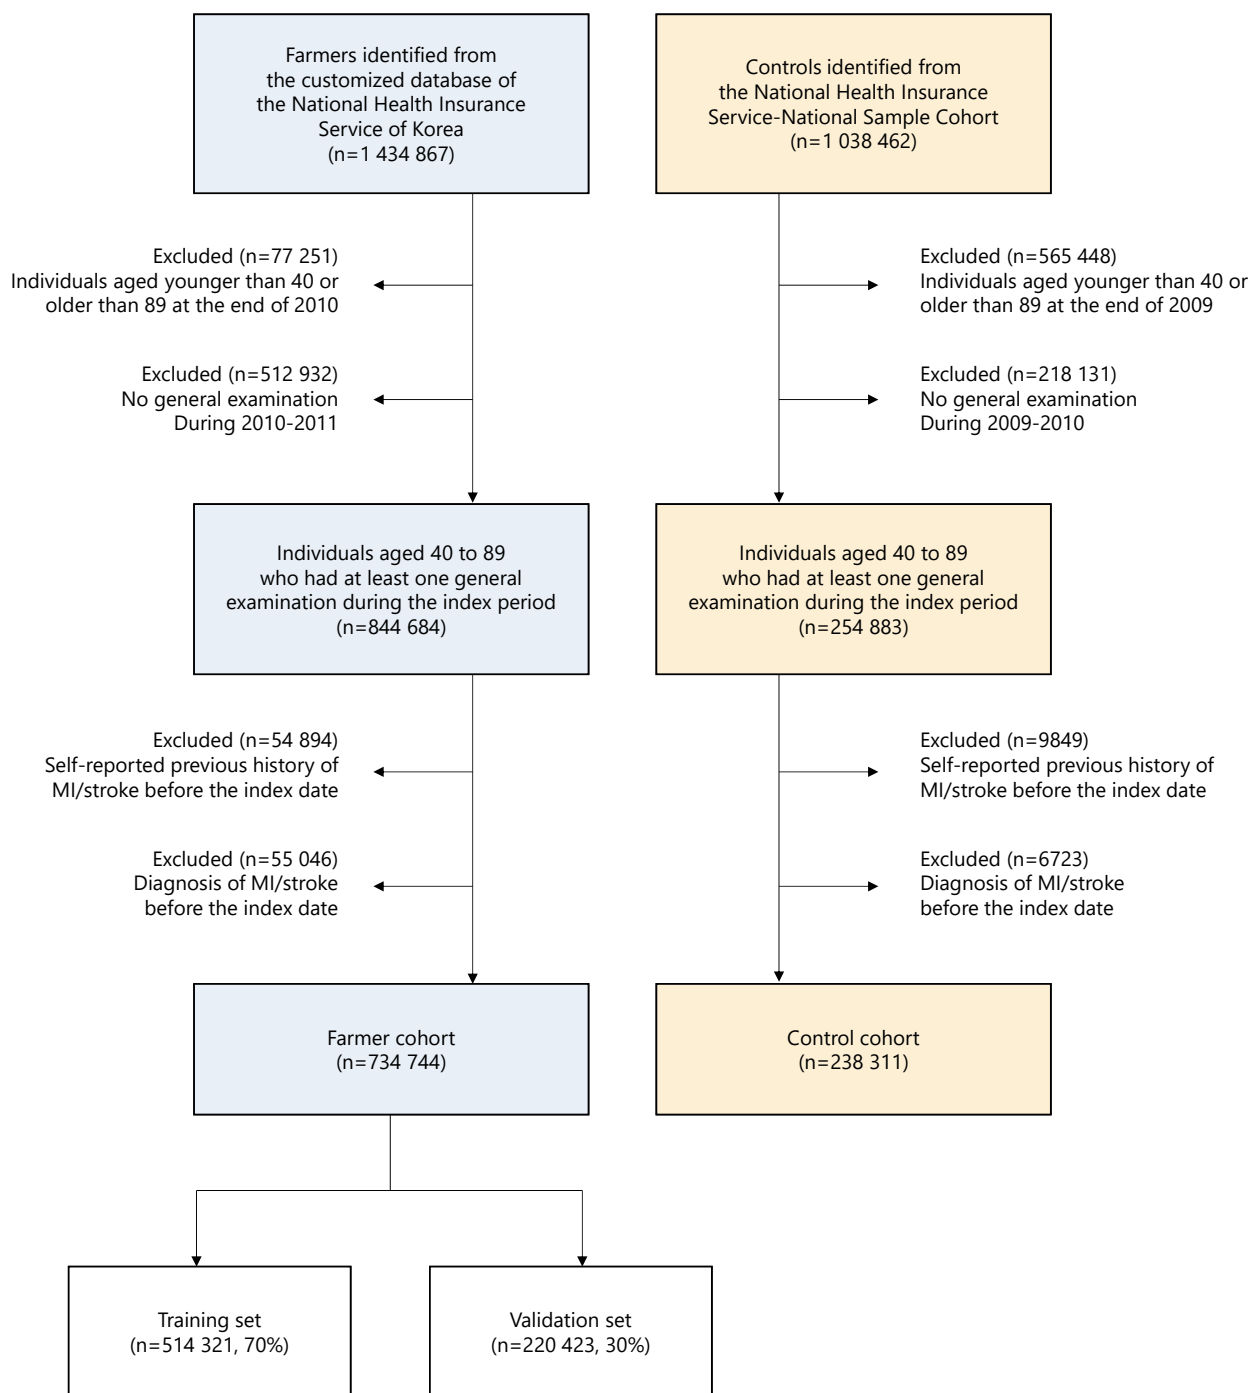 Farmers identified from
the customized database of
the National Health Insurance
Service of Korea
(n=1 434 867)
Controls identified from
the National Health Insurance
Service-National Sample Cohort
(n=1 038 462)
Excluded (n=77 251)
Individuals aged younger than 40 or
older than 89 at the end of 2010
Excluded (n=565 448)
Individuals aged younger than 40 or
older than 89 at the end of 2009
Excluded (n=512 932)
No general examination
During 2010-2011
Excluded (n=218 131)
No general examination
During 2009-2010
Individuals aged 40 to 89
who had at least one general
examination during the index period
(n=844 684)
Individuals aged 40 to 89
who had at least one general
examination during the index period
(n=254 883)
Excluded (n=54 894)
Self-reported previous history of
MI/stroke before the index date
Excluded (n=9849)
Self-reported previous history of
MI/stroke before the index date
Excluded (n=55 046)
Diagnosis of MI/stroke
before the index date
Excluded (n=6723)
Diagnosis of MI/stroke
before the index date
Farmer cohort
(n=734 744)
Control cohort
(n=238 311)
Training set
(n=514 321, 70%)
Validation set
(n=220 423, 30%)